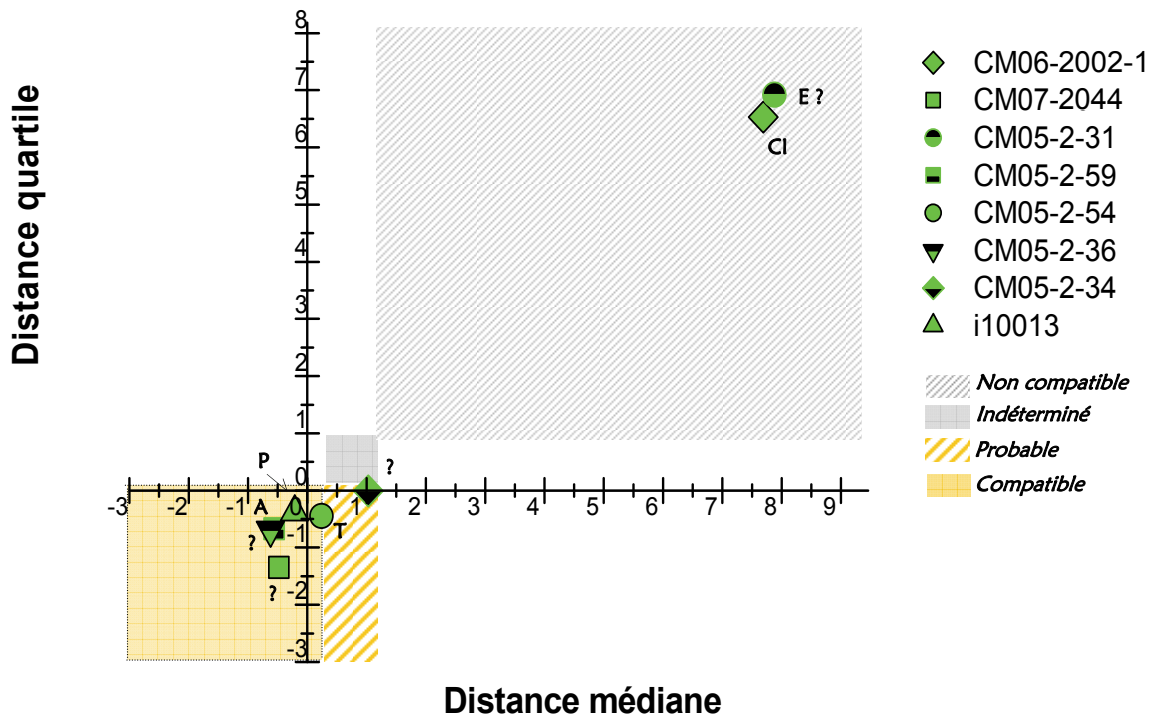 Distance quartile
8
7
6
5
4
3
2
1
0
-1
-2
-3
-3 -2 -1 0 1 2 3 4 5 6 7 8 9
E ?
CI
?
P
A
?
T
?
Distance médiane
CM06-2002-1
CM07-2044
CM05-2-31
CM05-2-59
CM05-2-54
CM05-2-36
CM05-2-34
i10013
Non compatible
Indéterminé
Probable
Compatible